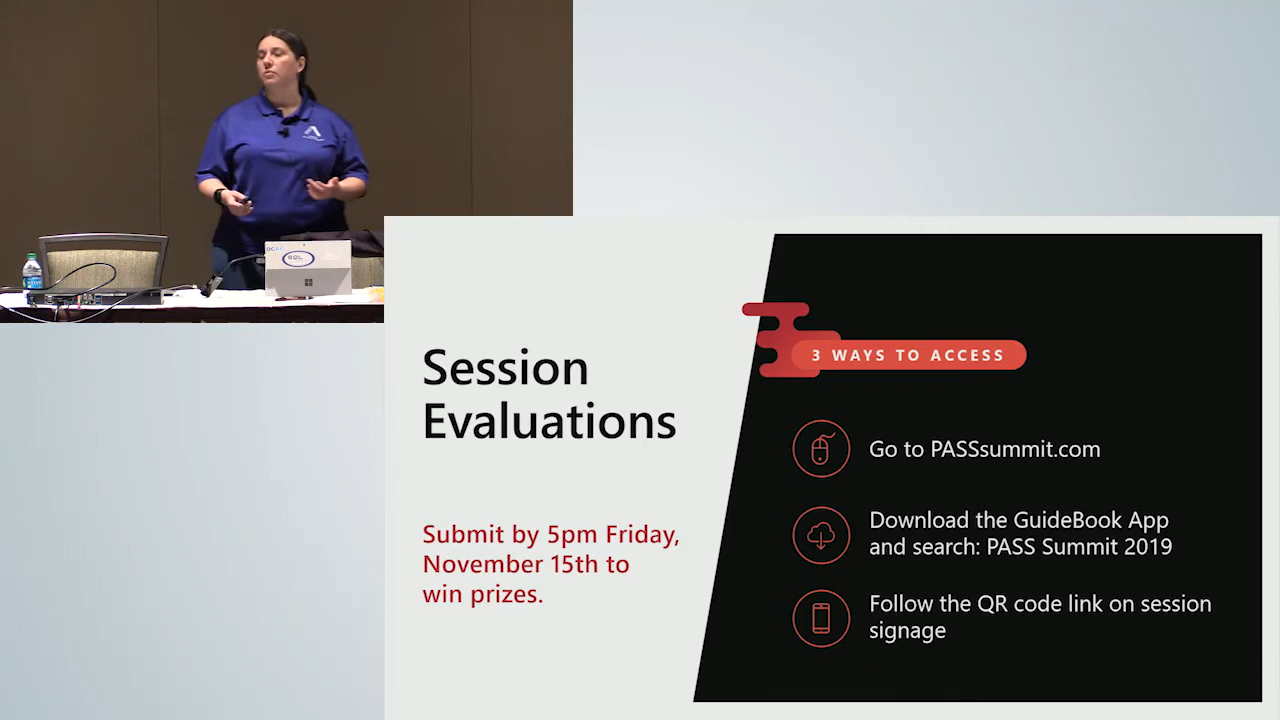 SQL
Session
Evaluations
Submit by 5pm Friday,
November 15th to
win prizes.
3 WAYS TO ACCESS
Go to PASSsummit.com
Download the GuideBook App
and search: PASS Summit 2019
Follow the QR code link on session
signage